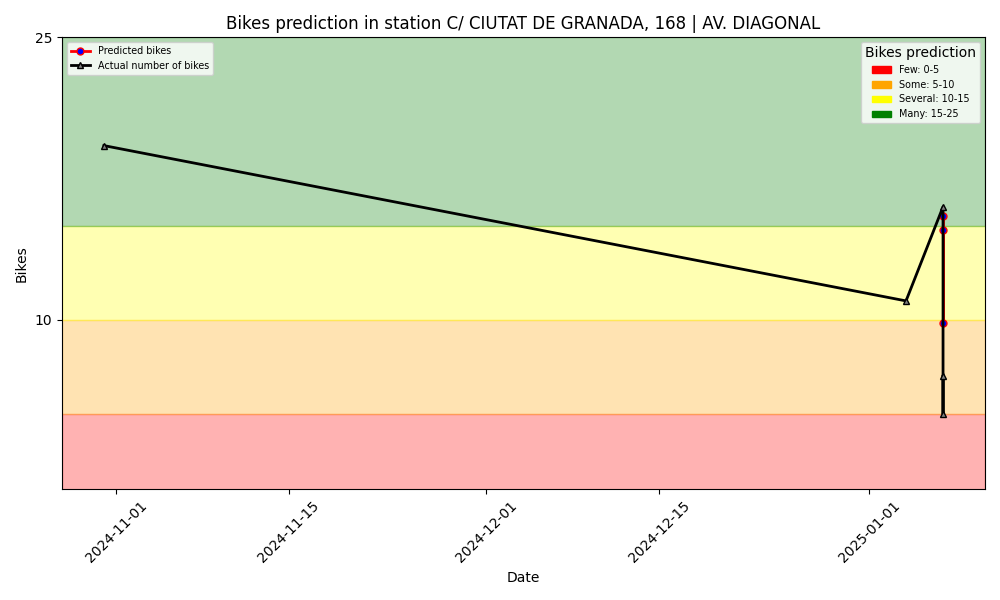 Bikes prediction in station C/ CIUTAT DE GRANADA, 168 | AV. DIAGONAL
Predicted bikes
Actual number of bikes
Bikes prediction
Few: 0-5
Some: 5-10
Several: 10-15
Many: 15-25
25
10
Bikes
2024-11-01
2024-11-15
2024-12-01
2024-12-15
2025-01-01
Date